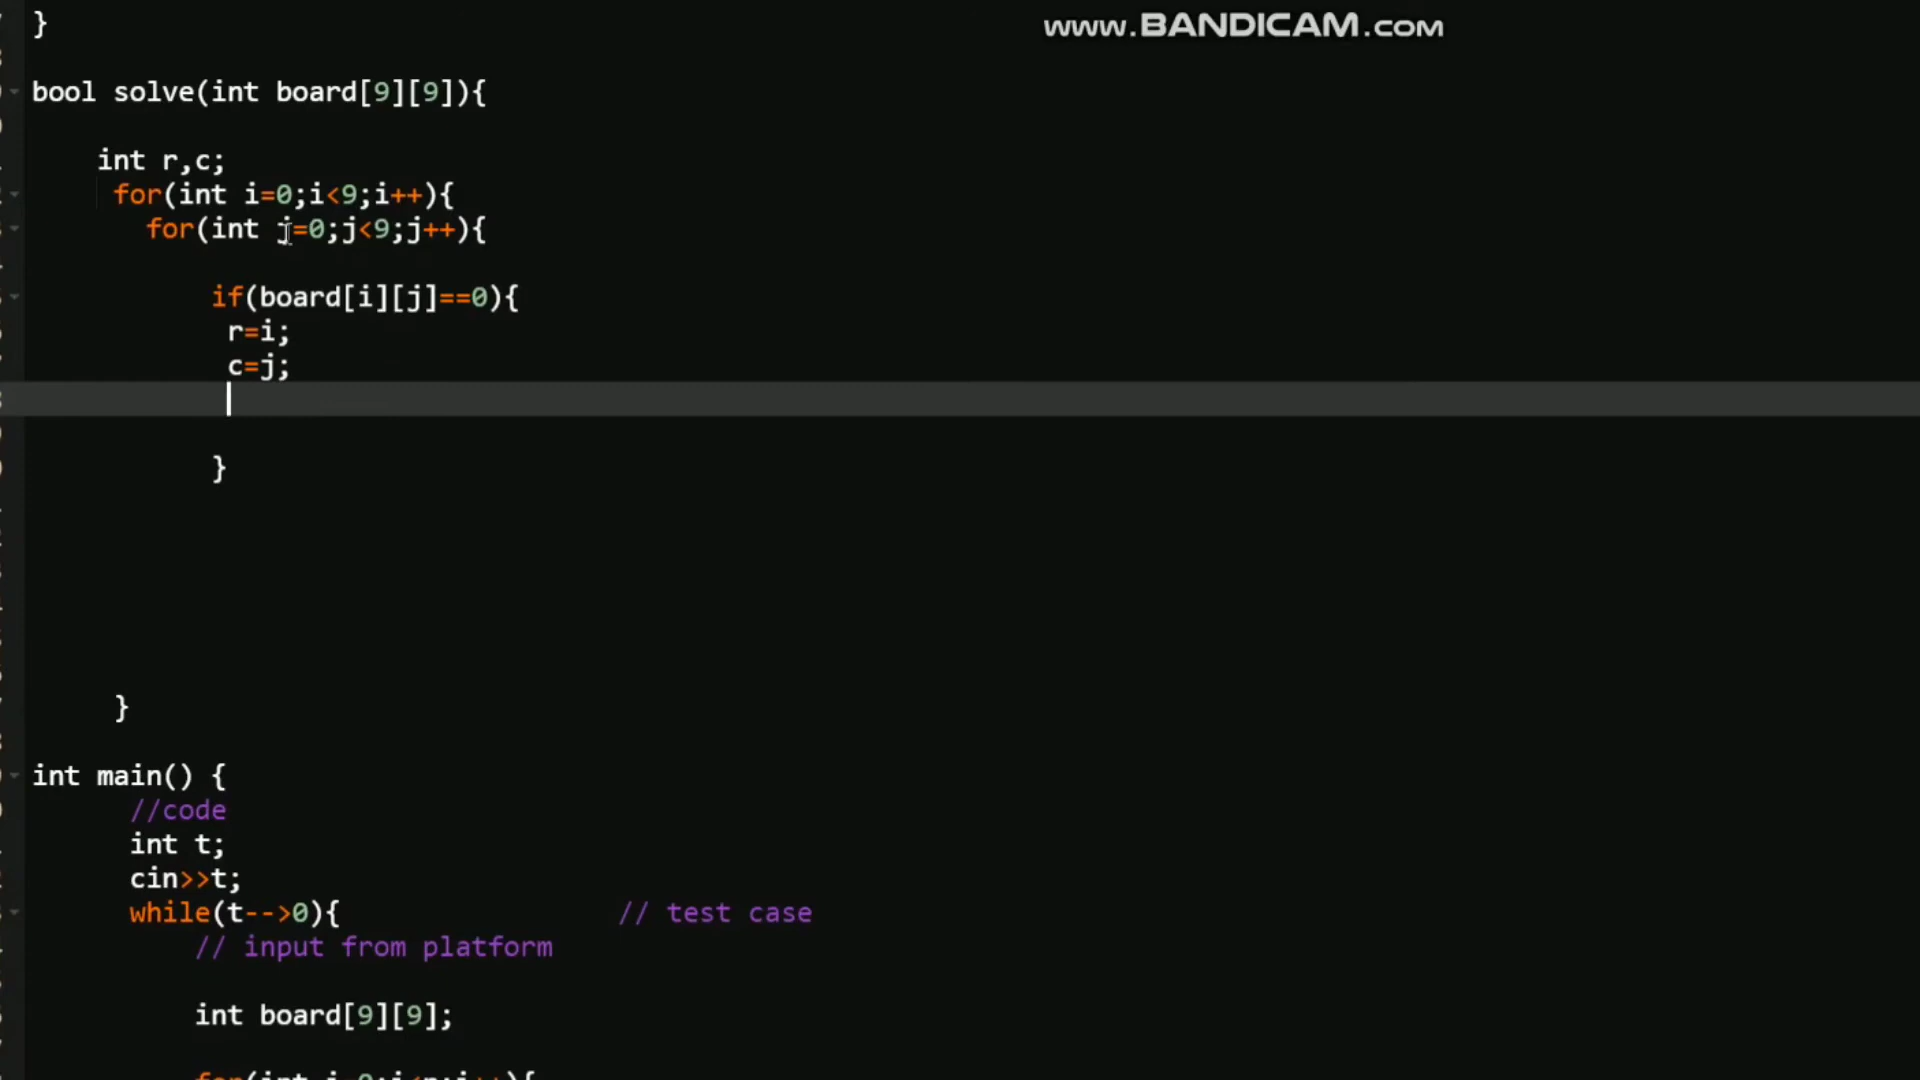 }
www.BANDICAM.com
bool solve(int board[9][9]){
int r,c;
for(int i=0;i<9;i++){
for(int j=0;j<9;j++){
if(board[i][j]==0){
r=i;
c=j;
}
}
int main() {
//code
int t;
cin>>t;
while(t-->0){ // test case
// input from platform
int board[9][9];